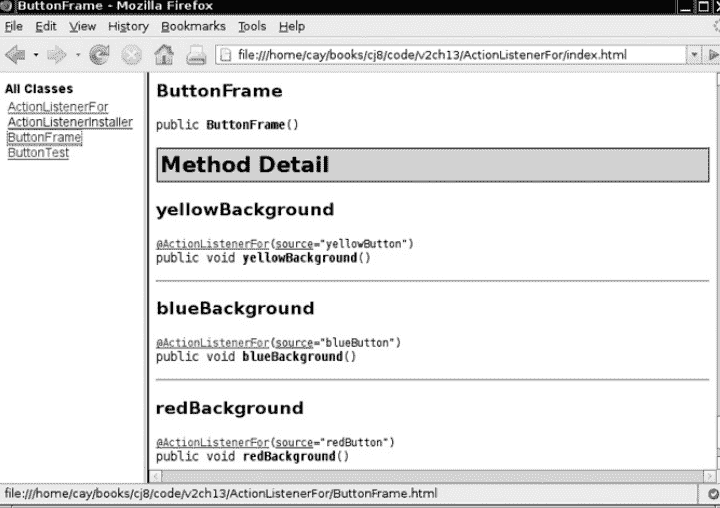 ButtonFrame - Mozilla Firefox
File Edit View History Bookmarks Tools Help
file:///home/cay/books/cj8/code/v2ch13/ActionListenerFor/index.html
All Classes
ActionListenerFor
ActionListenerInstaller
ButtonFrame
ButtonTest
ButtonFrame
public ButtonFrame()
Method Detail
yellowBackground
@ActionListenerFor(source="yellowButton")
public void yellowBackground()
blueBackground
@ActionListenerFor(source="blueButton")
public void blueBackground()
redBackground
@ActionListenerFor(source="redButton")
public void redBackground()
file:///home/cay/books/cj8/code/v2ch13/ActionListenerFor/ButtonFrame.html